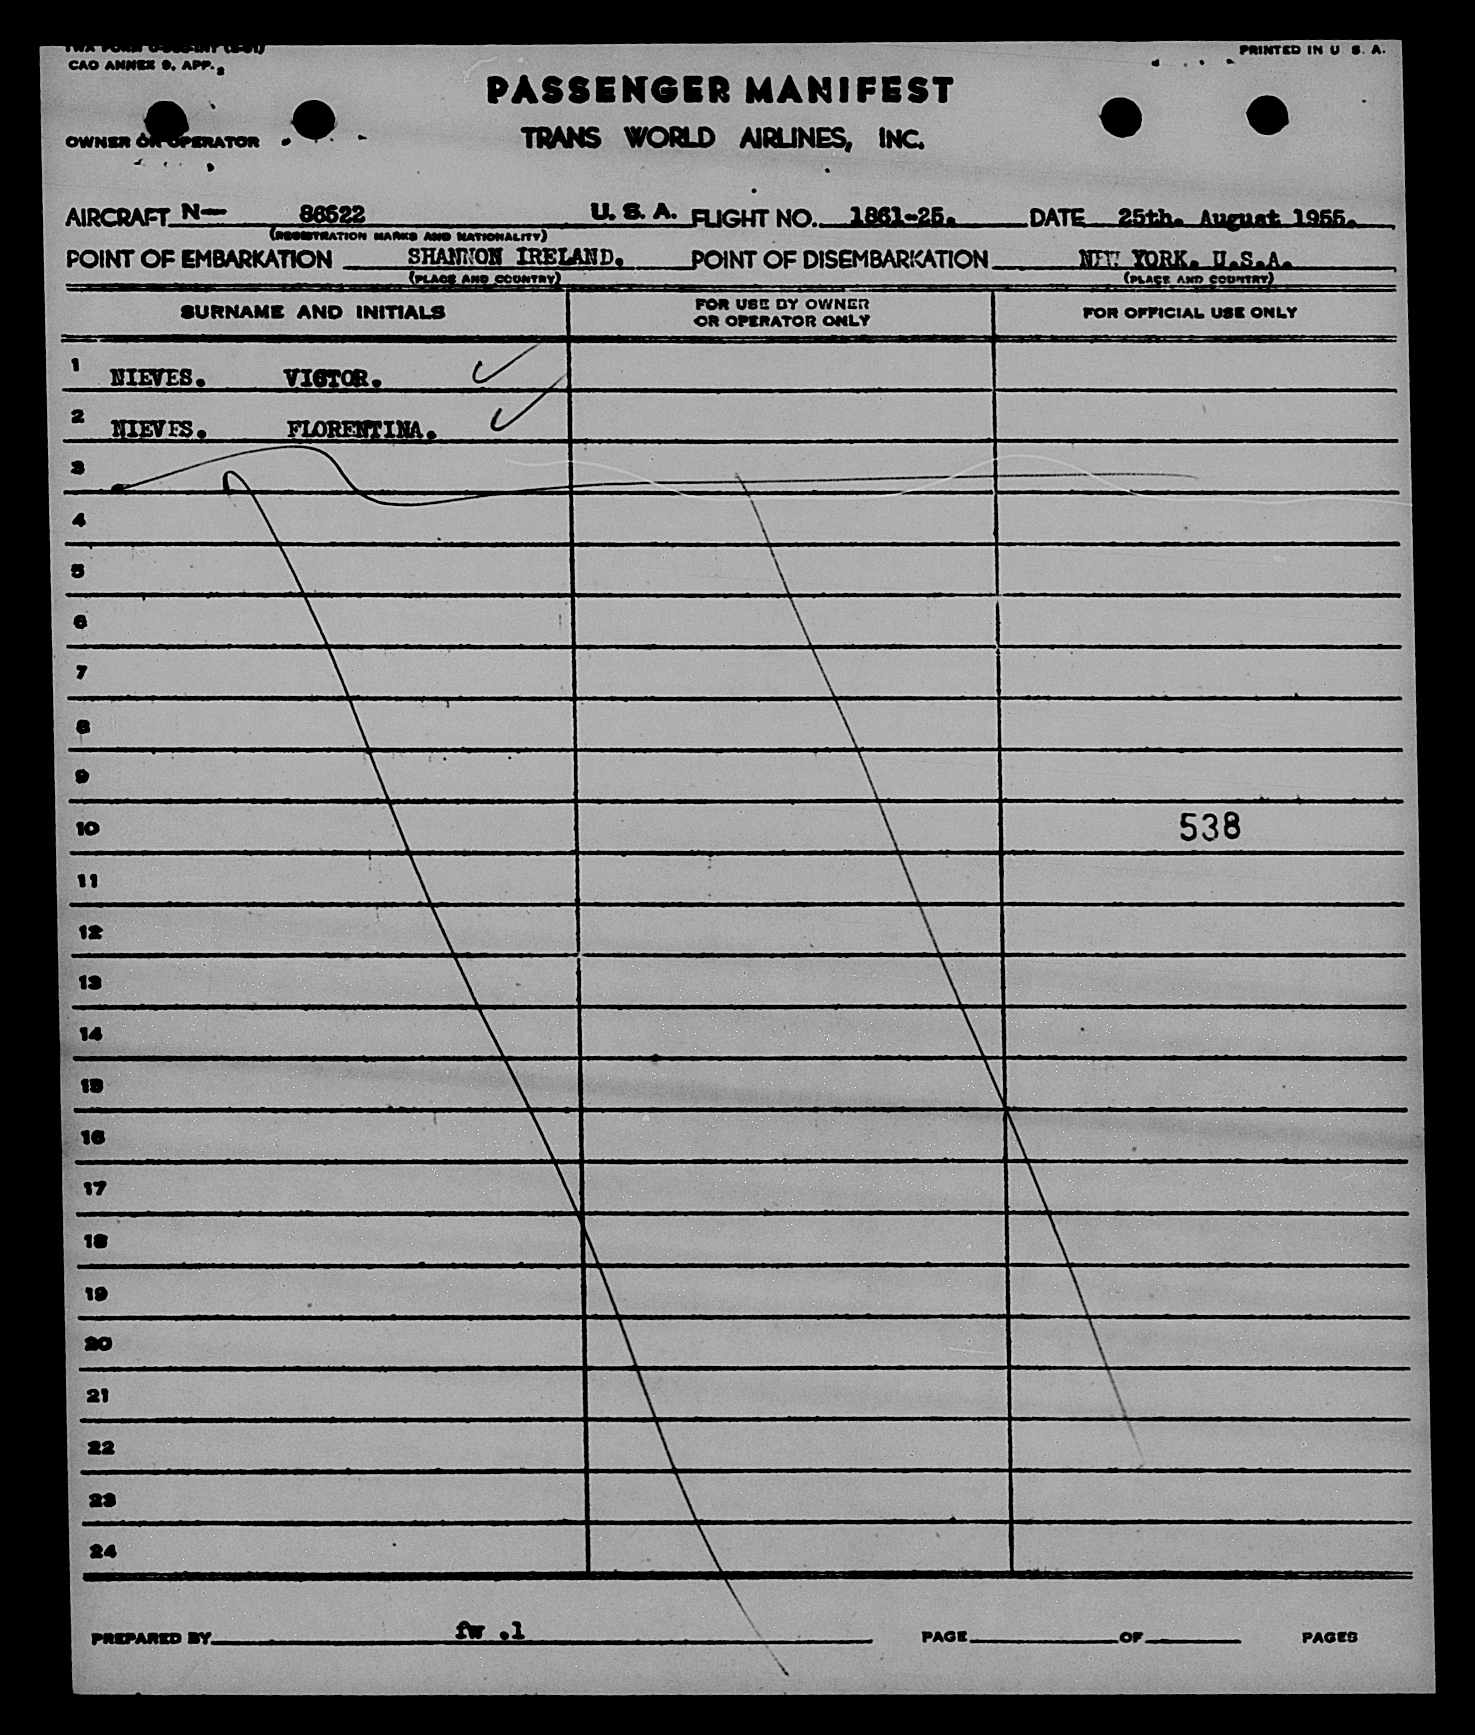 TWA FORM
CAO ANNEX 9, APP. 2
PRINTED IN U. S. A.
PASSENGER MANIFEST
OWNER OR OPERATOR TRANS WORLD AIRLINES, INC.
AIRCRAFT N— 86522 U. S. A. FLIGHT NO. 1861-25. DATE 25th. August 1955.
(REGISTRATION MARKS AND NATIONALITY)
POINT OF EMBARKATION SHANNON IRELAND. POINT OF DISEMBARKATION NEW YORK. U.S.A.
(PLACE AND COUNTRY) (PLACE AND COUNTRY)
SURNAME AND INITIALS FOR USE BY OWNER OR OPERATOR ONLY FOR OFFICIAL USE ONLY
1 NIEVES. VICTOR.
2 NIEVES. FLORENTINA.
3
4
5
6
7
8
9
10 538
11
12
13
14
15
16
17
18
19
20
21
22
23
24
PREPARED BY fw .l PAGE OF PAGES